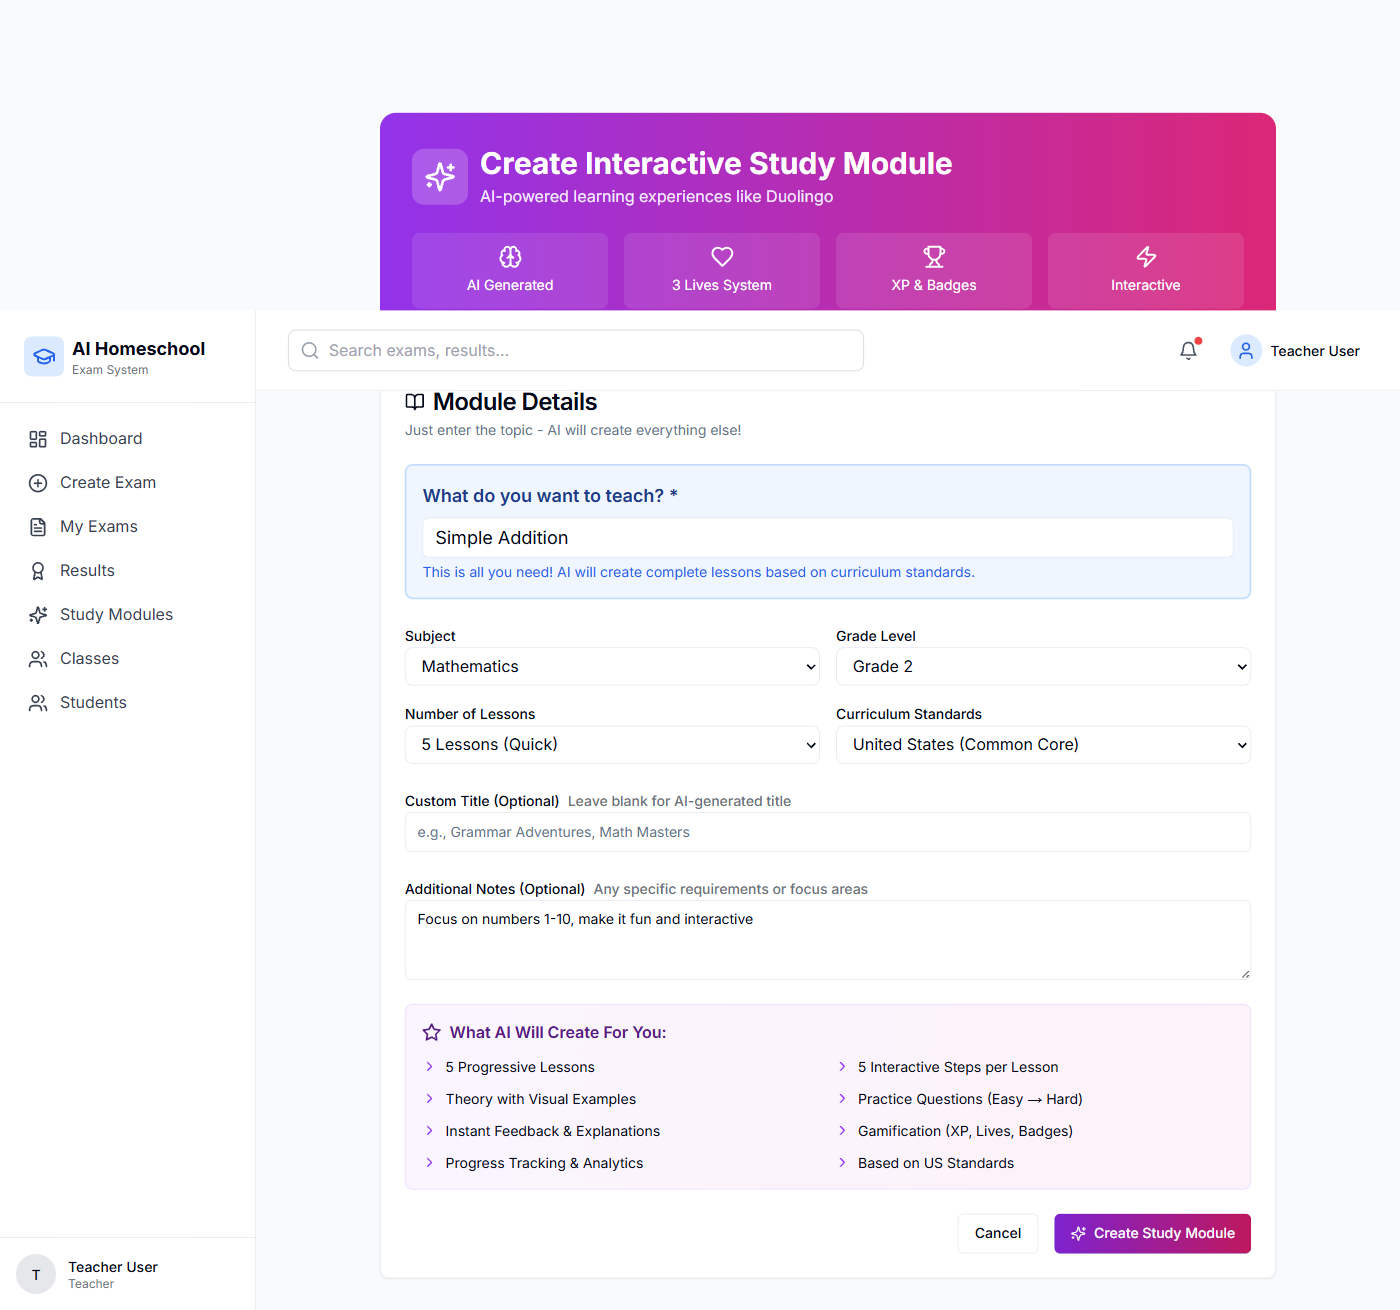 Create Interactive Study Module
AI-powered learning experiences like Duolingo
AI Generated
3 Lives System
XP & Badges
Interactive
AI Homeschool
Exam System
Search exams, results...
Teacher User
Dashboard
Create Exam
My Exams
Results
Study Modules
Classes
Students
T
Teacher User
Teacher
Module Details
Just enter the topic - AI will create everything else!
What do you want to teach? *
Simple Addition
This is all you need! AI will create complete lessons based on curriculum standards.
Subject
Mathematics
Grade Level
Grade 2
Number of Lessons
5 Lessons (Quick)
Curriculum Standards
United States (Common Core)
Custom Title (Optional) Leave blank for AI-generated title
e.g., Grammar Adventures, Math Masters
Additional Notes (Optional) Any specific requirements or focus areas
Focus on numbers 1-10, make it fun and interactive
What AI Will Create For You:
5 Progressive Lessons
5 Interactive Steps per Lesson
Theory with Visual Examples
Practice Questions (Easy → Hard)
Instant Feedback & Explanations
Gamification (XP, Lives, Badges)
Progress Tracking & Analytics
Based on US Standards
Cancel
Create Study Module